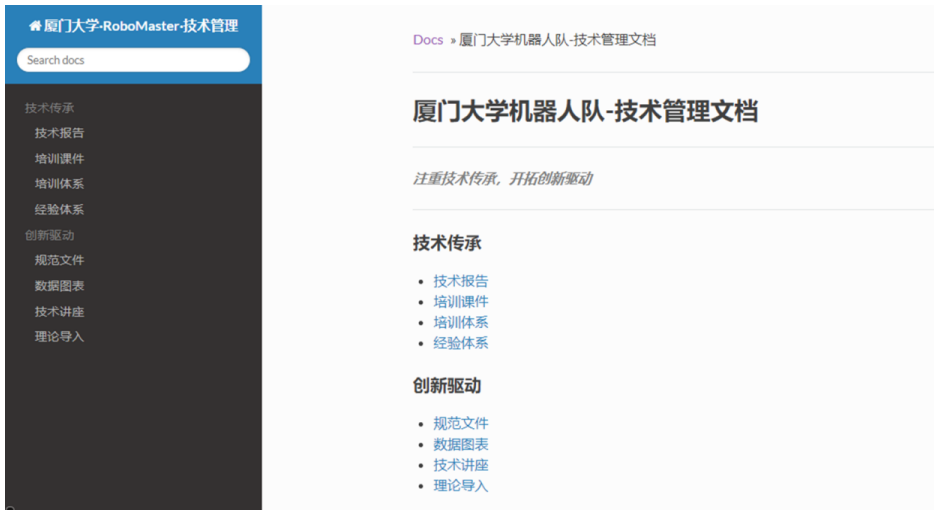 厦门大学·RoboMaster·技术管理
Search docs
技术传承
技术报告
培训课件
培训体系
经验体系
创新驱动
规范文件
数据图表
技术讲座
理论导入
Docs » 厦门大学机器人队-技术管理文档
厦门大学机器人队-技术管理文档
注重技术传承，开拓创新驱动
技术传承
技术报告
培训课件
培训体系
经验体系
创新驱动
规范文件
数据图表
技术讲座
理论导入